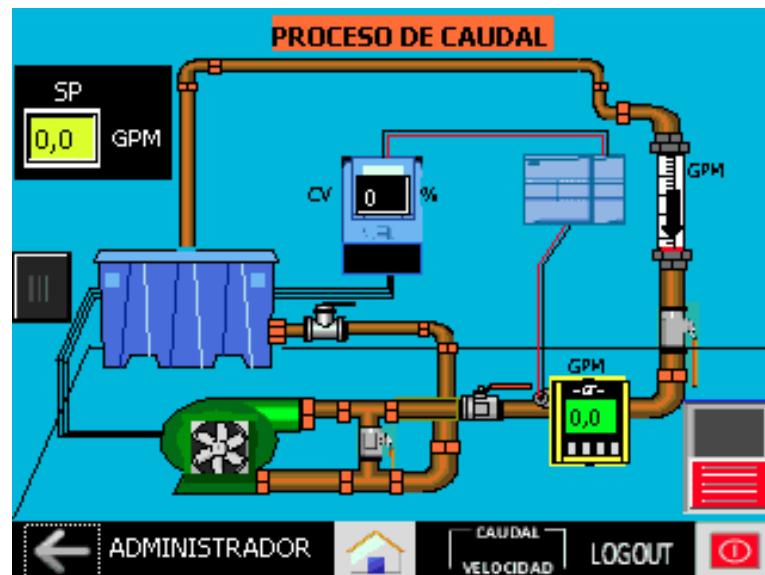 PROCESO DE CAUDAL
SP
0,0 GPM
GPM
CV 0 %
GPM
0,0
ADMINISTRADOR
CAUDAL
VELOCIDAD
LOGOUT